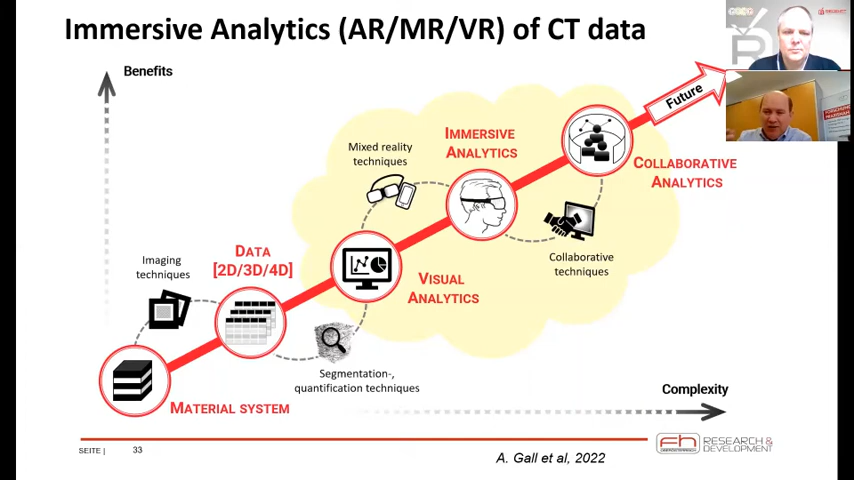 Immersive Analytics (AR/MR/VR) of CT data
Benefits
Future
IMMERSIVE
ANALYTICS
Mixed reality
techniques
COLLABORATIVE
ANALYTICS
DATA
[2D/3D/4D]
Imaging
techniques
Collaborative
techniques
VISUAL
ANALYTICS
Segmentation-,
quantification techniques
Complexity
MATERIAL SYSTEM
SEITE |
33
A. Gall et al, 2022
fh
RESEARCH &
DEVELOPMENT